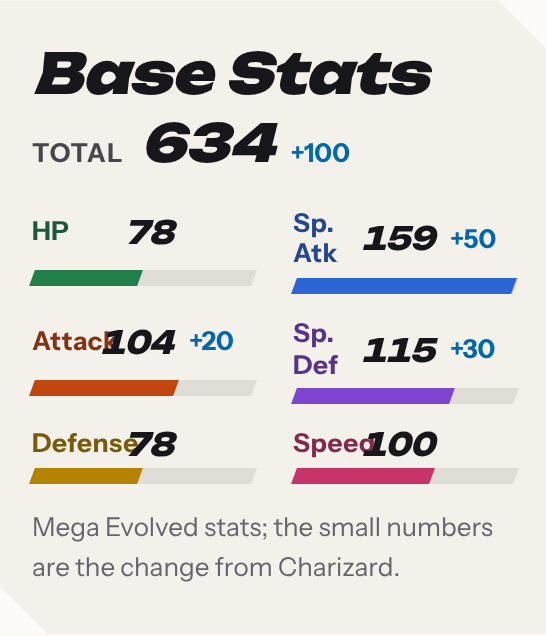 Base Stats
TOTAL 634 +100
HP 78
Sp. Atk 159 +50
Attack 104 +20
Sp. Def 115 +30
Defense 78
Speed 100
Mega Evolved stats; the small numbers
are the change from Charizard.